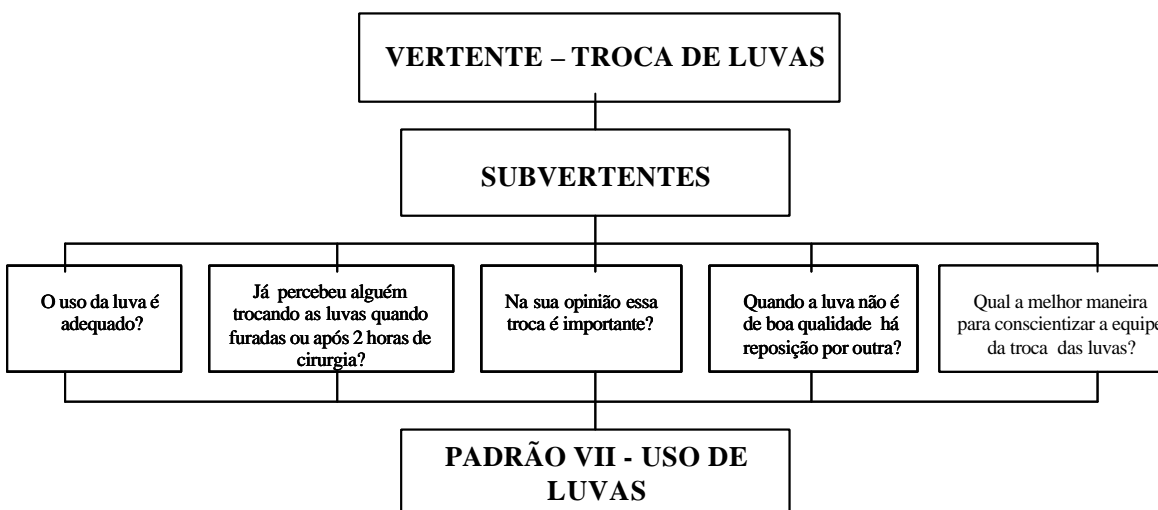 VERTENTE – TROCA DE LUVAS
SUBVERTENTES
O uso da luva é
adequado?
Já percebeu alguém
trocando as luvas quando
furadas ou após 2 horas de
cirurgia?
Na sua opinião essa
troca é importante?
Quando a luva não é
de boa qualidade há
reposição por outra?
Qual a melhor maneira
para conscientizar a equipe
da troca das luvas?
PADRÃO VII - USO DE
LUVAS